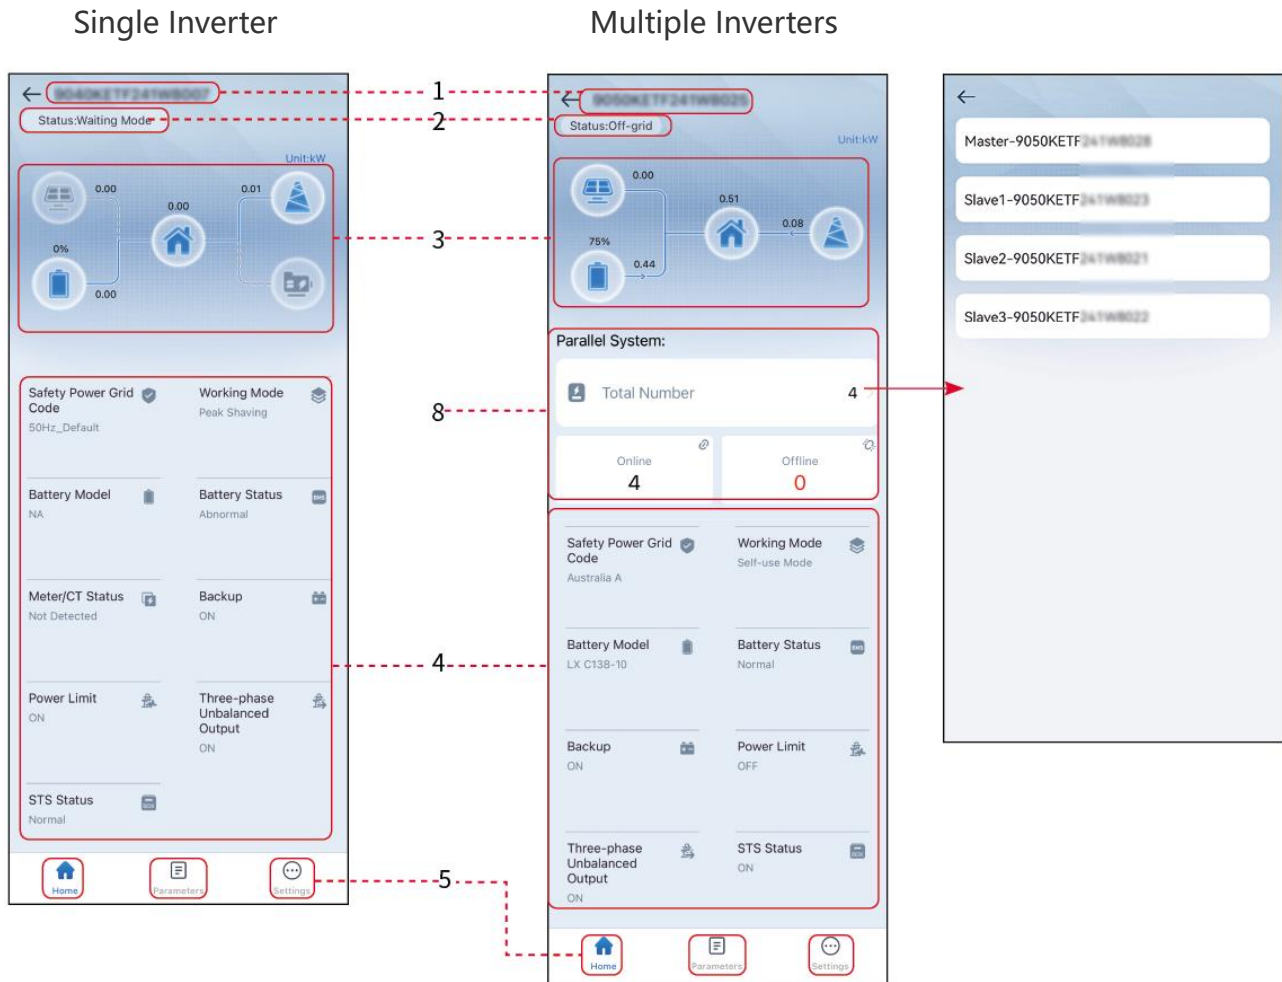 Single Inverter
Multiple Inverters
Status:Waiting Mode
Unit:kW
0.00
0.01
0.00
0%
0.00
Safety Power Grid
Code
50Hz_Default
Working Mode
Peak Shaving
Battery Model
NA
Battery Status
Abnormal
Meter/CT Status
Not Detected
Backup
ON
Power Limit
ON
Three-phase
Unbalanced
Output
ON
STS Status
Normal
Home
Parameters
Settings
1
2
3
8
4
5
Status:Off-grid
Unit:kW
0.00
0.51
0.08
75%
0.44
Parallel System:
Total Number
4
Online
4
Offline
0
Safety Power Grid
Code
Australia A
Working Mode
Self-use Mode
Battery Model
LX C138-10
Battery Status
Normal
Backup
ON
Power Limit
OFF
Three-phase
Unbalanced
Output
ON
STS Status
ON
Home
Parameters
Settings
Master-9050KETF
Slave1-9050KETF
Slave2-9050KETF
Slave3-9050KETF